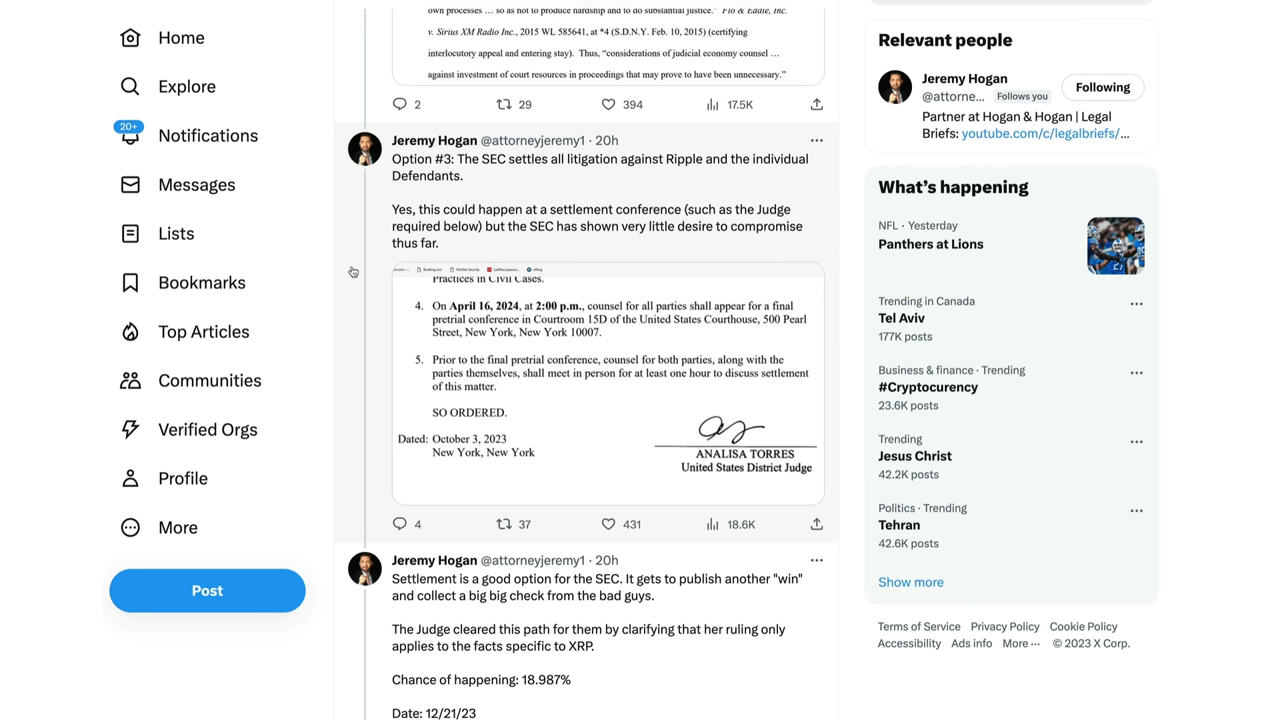 Home
Explore
20+
Notifications
Messages
Lists
Bookmarks
Top Articles
Communities
Verified Orgs
Profile
More
Post
own processes … so as not to produce hardship and to do substantial justice.” Flo & Eddie, Inc.
v. Sirius XM Radio Inc., 2015 WL 585641, at *4 (S.D.N.Y. Feb. 10, 2015) (certifying
interlocutory appeal and entering stay). Thus, “considerations of judicial economy counsel …
against investment of court resources in proceedings that may prove to have been unnecessary.”
2 29 394 17.5K
Jeremy Hogan @attorneyjeremy1 · 20h
Option #3: The SEC settles all litigation against Ripple and the individual
Defendants.
Yes, this could happen at a settlement conference (such as the Judge
required below) but the SEC has shown very little desire to compromise
thus far.
Booking.com McAfee Security eFiling
Practices in Civil Cases.
4. On April 16, 2024, at 2:00 p.m., counsel for all parties shall appear for a final
pretrial conference in Courtroom 15D of the United States Courthouse, 500 Pearl
Street, New York, New York 10007.
5. Prior to the final pretrial conference, counsel for both parties, along with the
parties themselves, shall meet in person for at least one hour to discuss settlement
of this matter.
SO ORDERED.
Dated: October 3, 2023
New York, New York
ANALISA TORRES
United States District Judge
4 37 431 18.6K
Jeremy Hogan @attorneyjeremy1 · 20h
Settlement is a good option for the SEC. It gets to publish another "win"
and collect a big big check from the bad guys.
The Judge cleared this path for them by clarifying that her ruling only
applies to the facts specific to XRP.
Chance of happening: 18.987%
Date: 12/21/23
Relevant people
Jeremy Hogan
@attorne... Follows you
Following
Partner at Hogan & Hogan | Legal
Briefs: youtube.com/c/legalbriefs/…
What’s happening
NFL · Yesterday
Panthers at Lions
Trending in Canada
Tel Aviv
177K posts
Business & finance · Trending
#Cryptocurency
23.6K posts
Trending
Jesus Christ
42.2K posts
Politics · Trending
Tehran
42.6K posts
Show more
Terms of Service Privacy Policy Cookie Policy
Accessibility Ads info More ··· © 2023 X Corp.